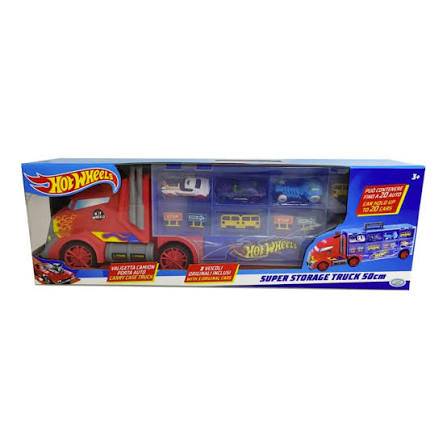 HOT WHEELS
3+
PUÒ CONTENERE
FINO A 20 AUTO
CAN HOLD UP
TO 20 CARS
STOP
HOT WHEELS
VALIGETTA CAMION
PORTA AUTO
CARRY CASE TRUCK
3 VEICOLI
ORIGINALI INCLUSI
WITH 3 ORIGINAL CARS
SUPER STORAGE TRUCK 50cm